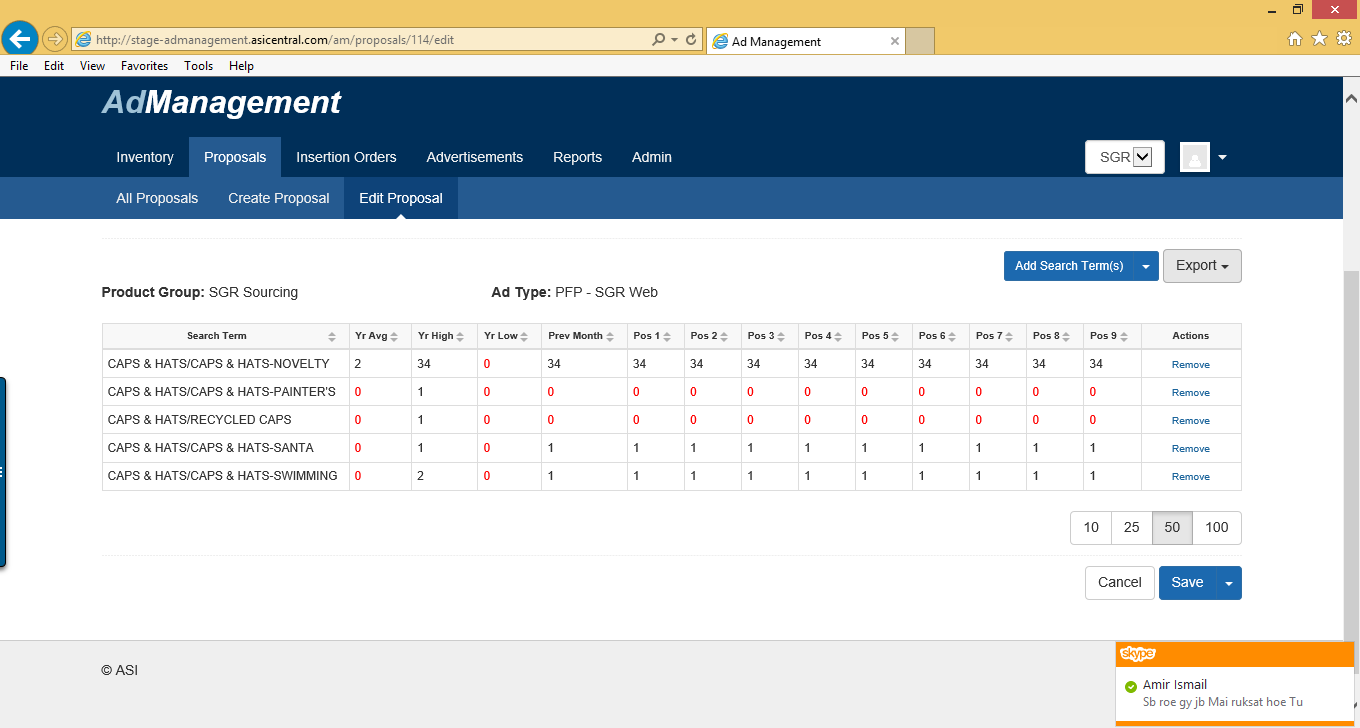 http://stage-admanagement.asicentral.com/am/proposals/114/edit
Ad Management
File Edit View Favorites Tools Help
AdManagement
Inventory Proposals Insertion Orders Advertisements Reports Admin
SGR
All Proposals Create Proposal Edit Proposal
Add Search Term(s) Export
Product Group: SGR Sourcing Ad Type: PFP - SGR Web
Search Term Yr Avg Yr High Yr Low Prev Month Pos 1 Pos 2 Pos 3 Pos 4 Pos 5 Pos 6 Pos 7 Pos 8 Pos 9 Actions
CAPS & HATS/CAPS & HATS-NOVELTY 2 34 0 34 34 34 34 34 34 34 34 34 34 Remove
CAPS & HATS/CAPS & HATS-PAINTER'S 0 1 0 0 0 0 0 0 0 0 0 0 0 Remove
CAPS & HATS/RECYCLED CAPS 0 1 0 0 0 0 0 0 0 0 0 0 0 Remove
CAPS & HATS/CAPS & HATS-SANTA 0 1 0 1 1 1 1 1 1 1 1 1 1 Remove
CAPS & HATS/CAPS & HATS-SWIMMING 0 2 0 1 1 1 1 1 1 1 1 1 1 Remove
10 25 50 100
Cancel Save
© ASI
skype
Amir Ismail
Sb roe gy jb Mai ruksat hoe Tu